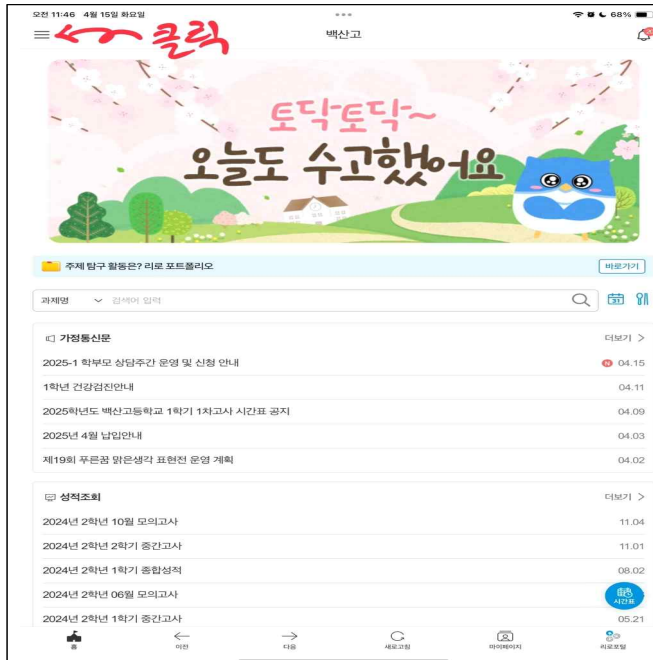 오전 11:46 4월 15일 화요일 68%
클릭
백산고
토닥토닥~
오늘도 수고했어요
주제 탐구 활동은? 리로 포트폴리오 바로가기
과제명 검색어 입력 31
가정통신문 더보기 >
2025-1 학부모 상담주간 운영 및 신청 안내 N 04.15
1학년 건강검진안내 04.11
2025학년도 백산고등학교 1학기 1차고사 시간표 공지 04.09
2025년 4월 납입안내 04.03
제19회 푸른꿈 맑은생각 표현전 운영 계획 04.02
성적조회 더보기 >
2024년 2학년 10월 모의고사 11.04
2024년 2학년 2학기 중간고사 11.01
2024년 2학년 1학기 종합성적 08.02
2024년 2학년 06월 모의고사
시간표
2024년 2학년 1학기 중간고사 05.21
홈 이전 다음 새로고침 마이페이지 리로포털